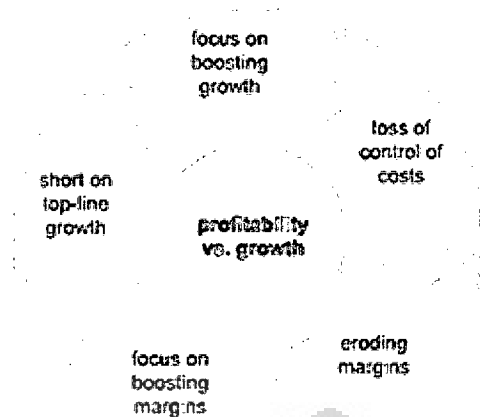 focus on
boosting
growth
loss of
control of
costs
short on
top-line
growth
profitability
vs. growth
eroding
margins
focus on
boosting
margins